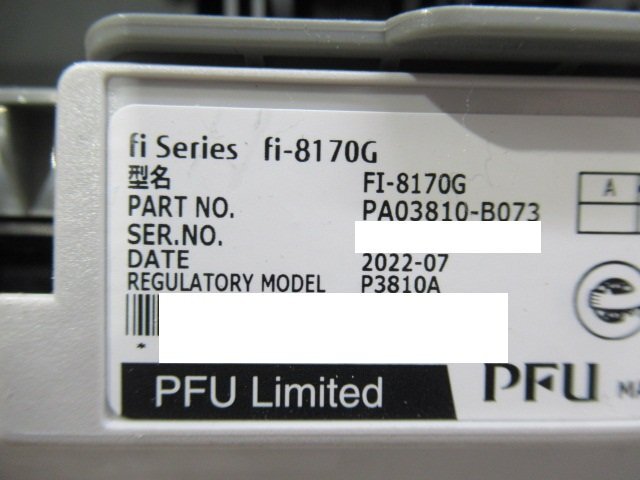 fi Series fi-8170G
型名 FI-8170G
PART NO. PA03810-B073
SER.NO.
DATE 2022-07
REGULATORY MODEL P3810A
*
A
PFU Limited
PFU MA